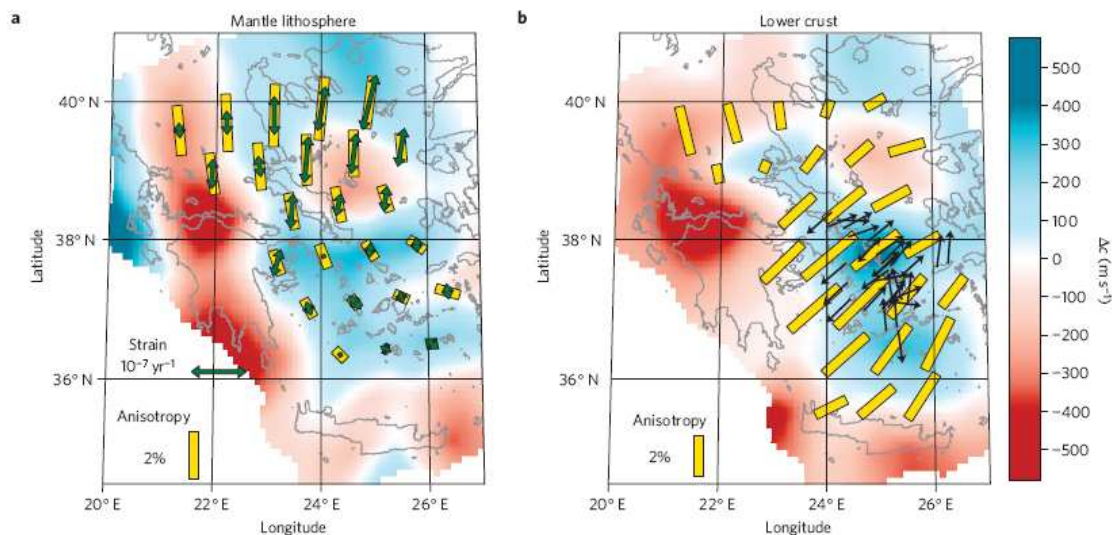 a
Mantle lithosphere
40° N
38° N
36° N
Latitude
Strain
10⁻⁷ yr⁻¹
Anisotropy
2%
20° E 22° E 24° E 26° E
Longitude
b
Lower crust
40° N
38° N
36° N
Latitude
Anisotropy
2%
20° E 22° E 24° E 26° E
Longitude
500
400
300
200
100
0
−100
−200
−300
−400
−500
Δc (m s⁻¹)